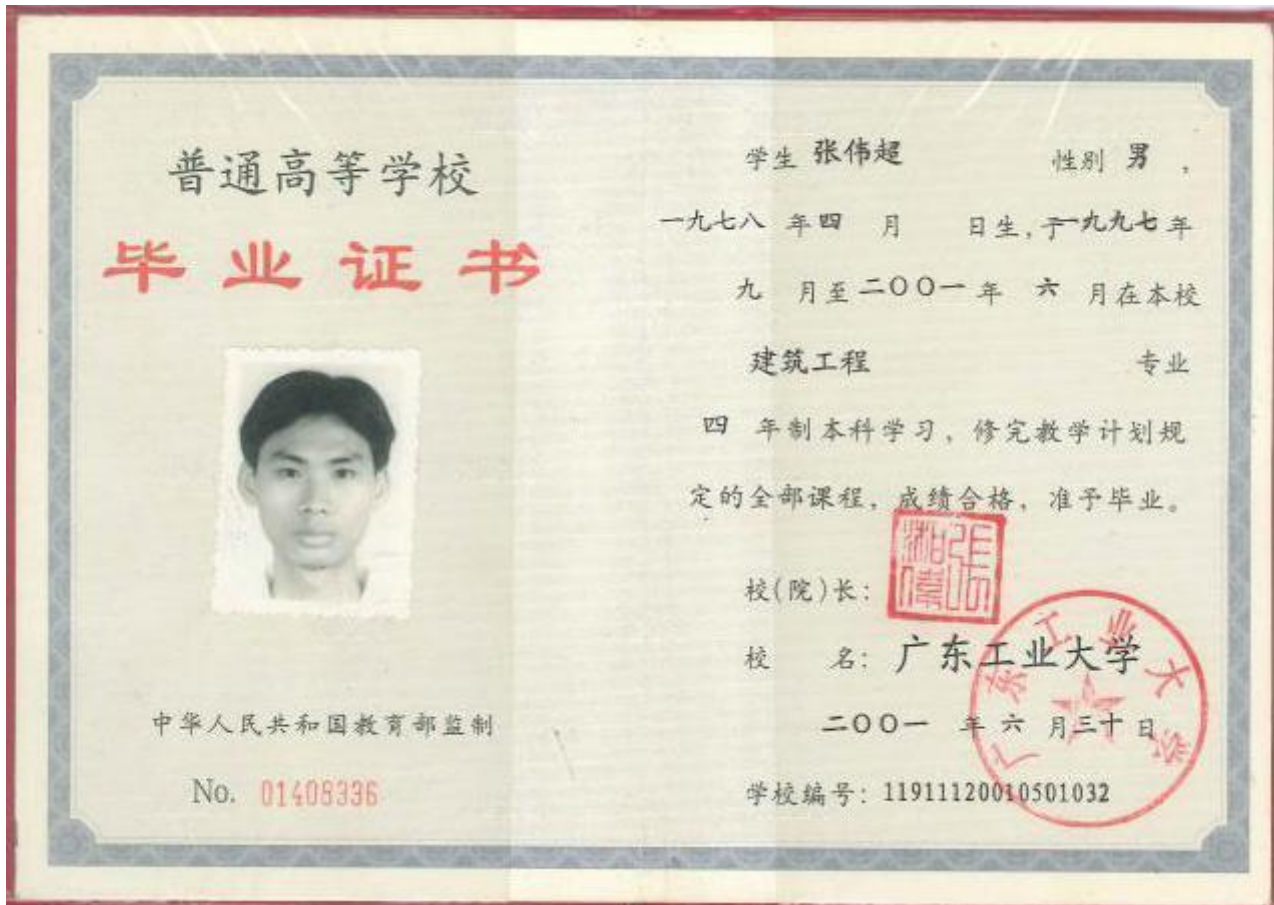 普通高等学校
毕业证书
中华人民共和国教育部监制
No. 01408336
学生 张伟超 性别 男，
一九七八 年 四 月 日生，于一九九七 年
九 月至 二〇〇一 年 六 月在本校
建筑工程 专业
四 年制本科学习，修完教学计划规
定的全部课程，成绩合格，准予毕业。
校(院)长：
校 名：广东工业大学
二〇〇一 年 六 月 三十 日
学校编号：11911120010501032
广东工业大学